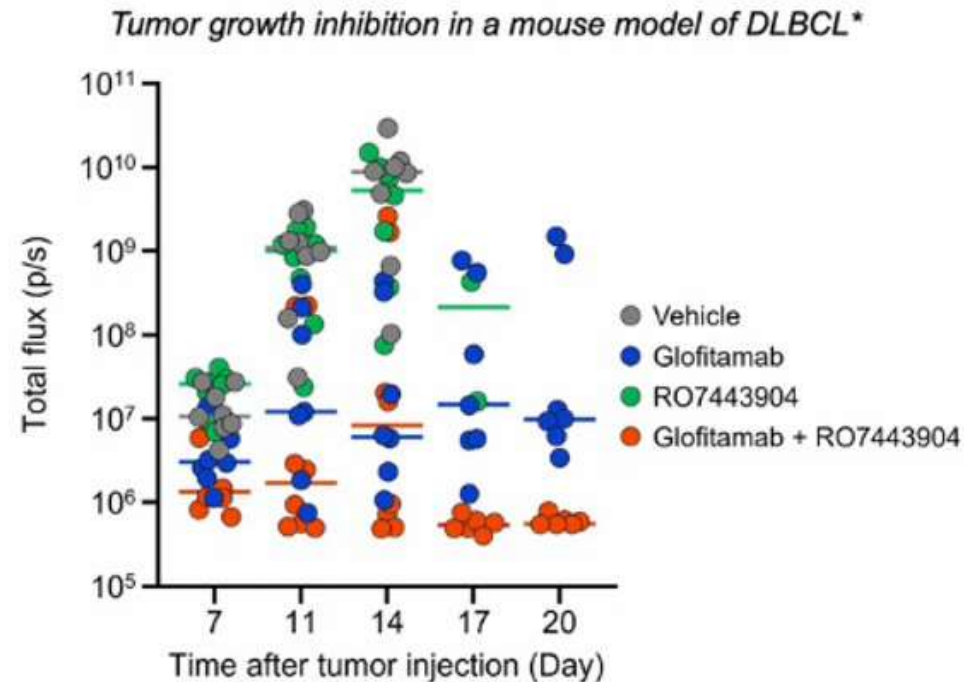 Tumor growth inhibition in a mouse model of DLBCL*
10¹¹
10¹⁰
10⁹
10⁸
10⁷
10⁶
10⁵
Total flux (p/s)
7 11 14 17 20
Time after tumor injection (Day)
Vehicle
Glofitamab
RO7443904
Glofitamab + RO7443904